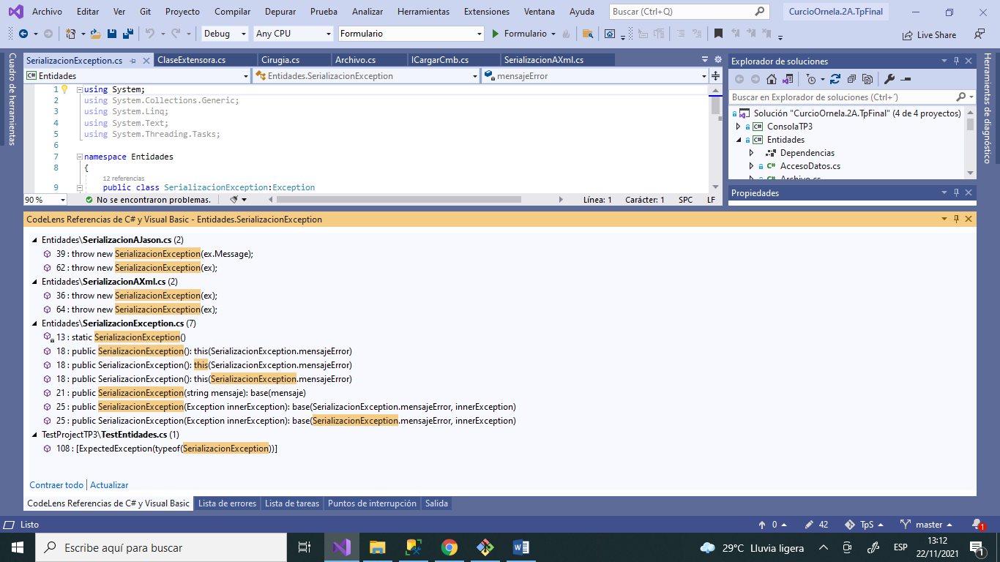 Archivo Editar Ver Git Proyecto Compilar Depurar Prueba Analizar Herramientas Extensiones Ventana Ayuda Buscar (Ctrl+Q) CurcioOrnela.2A.TpFinal
Debug Any CPU Formulario Formulario Live Share
Cuadro de herramientas
SerializacionException.cs ClaseExtensora.cs Cirugia.cs Archivo.cs ICargarCmb.cs SerializacionAXml.cs
Entidades Entidades.SerializacionException mensajeError
1 using System;
2 using System.Collections.Generic;
3 using System.Linq;
4 using System.Text;
5 using System.Threading.Tasks;
6
7 namespace Entidades
8 {
12 referencias
9 public class SerializacionException:Exception
90 % No se encontraron problemas. Línea: 1 Carácter: 1 SPC LF
Explorador de soluciones
Buscar en Explorador de soluciones (Ctrl+´)
Solución "CurcioOrnela.2A.TpFinal" (4 de 4 proyectos)
ConsolaTP3
Entidades
Dependencias
AccesoDatos.cs
Archivo.cs
Propiedades
Herramientas de diagnóstico
CodeLens Referencias de C# y Visual Basic - Entidades.SerializacionException
Entidades\SerializacionAJason.cs (2)
39 : throw new SerializacionException(ex.Message);
62 : throw new SerializacionException(ex);
Entidades\SerializacionAXml.cs (2)
36 : throw new SerializacionException(ex);
64 : throw new SerializacionException(ex);
Entidades\SerializacionException.cs (7)
13 : static SerializacionException()
18 : public SerializacionException(): this(SerializacionException.mensajeError)
18 : public SerializacionException(): this(SerializacionException.mensajeError)
18 : public SerializacionException(): this(SerializacionException.mensajeError)
21 : public SerializacionException(string mensaje): base(mensaje)
25 : public SerializacionException(Exception innerException): base(SerializacionException.mensajeError, innerException)
25 : public SerializacionException(Exception innerException): base(SerializacionException.mensajeError, innerException)
TestProjectTP3\TestEntidades.cs (1)
108 : [ExpectedException(typeof(SerializacionException))]
Contraer todo Actualizar
CodeLens Referencias de C# y Visual Basic Lista de errores Lista de tareas Puntos de interrupción Salida
Listo 0 42 TpS master 1
Escribe aquí para buscar 29°C Lluvia ligera ESP 13:12
22/11/2021 1